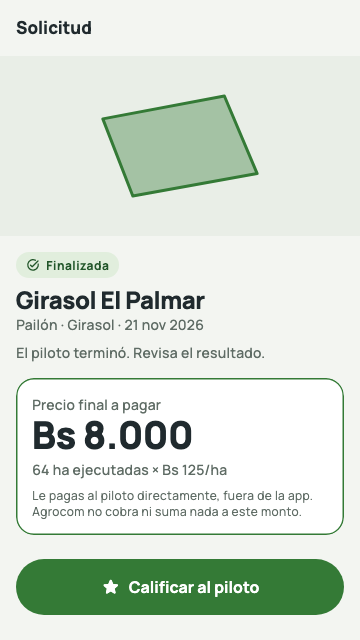 Solicitud
Finalizada
Girasol El Palmar
Pailón · Girasol · 21 nov 2026
El piloto terminó. Revisa el resultado.
Precio final a pagar
Bs 8.000
64 ha ejecutadas × Bs 125/ha
Le pagas al piloto directamente, fuera de la app.
Agrocom no cobra ni suma nada a este monto.
Calificar al piloto